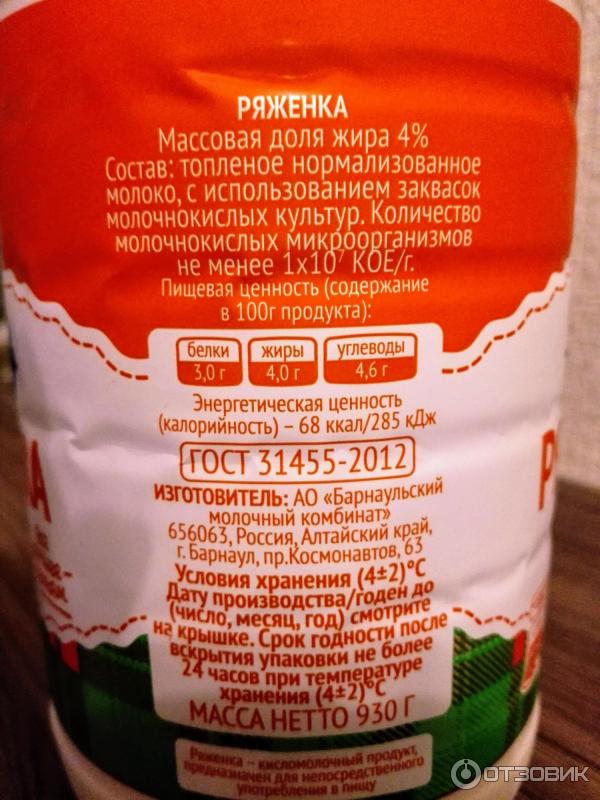 РЯЖЕНКА
Массовая доля жира 4%
Состав: топленое нормализованное
молоко, с использованием заквасок
молочнокислых культур. Количество
молочнокислых микроорганизмов
не менее 1х10⁷ КОЕ/г.
Пищевая ценность (содержание
в 100г продукта):
белки жиры углеводы
3,0 г 4,0 г 4,6 г
Энергетическая ценность
(калорийность) – 68 ккал/285 кДж
ГОСТ 31455-2012
ИЗГОТОВИТЕЛЬ: АО «Барнаульский
молочный комбинат»
656063, Россия, Алтайский край,
г. Барнаул, пр.Космонавтов, 63
Условия хранения (4±2)°С
Дату производства/годен до
(число, месяц, год) смотрите
на крышке. Срок годности после
вскрытия упаковки не более
24 часов при температуре
хранения (4±2)°С
МАССА НЕТТО 930 Г
Ряженка – кисломолочный продукт,
предназначен для непосредственного
употребления в пищу
ОТЗОВИК